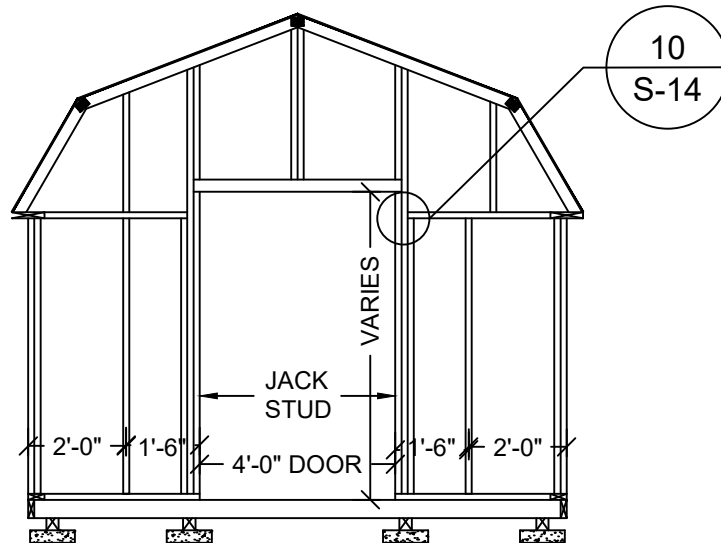 10
S-14
VARIES
JACK
STUD
2'-0" 1'-6" 1'-6" 2'-0"
4'-0" DOOR